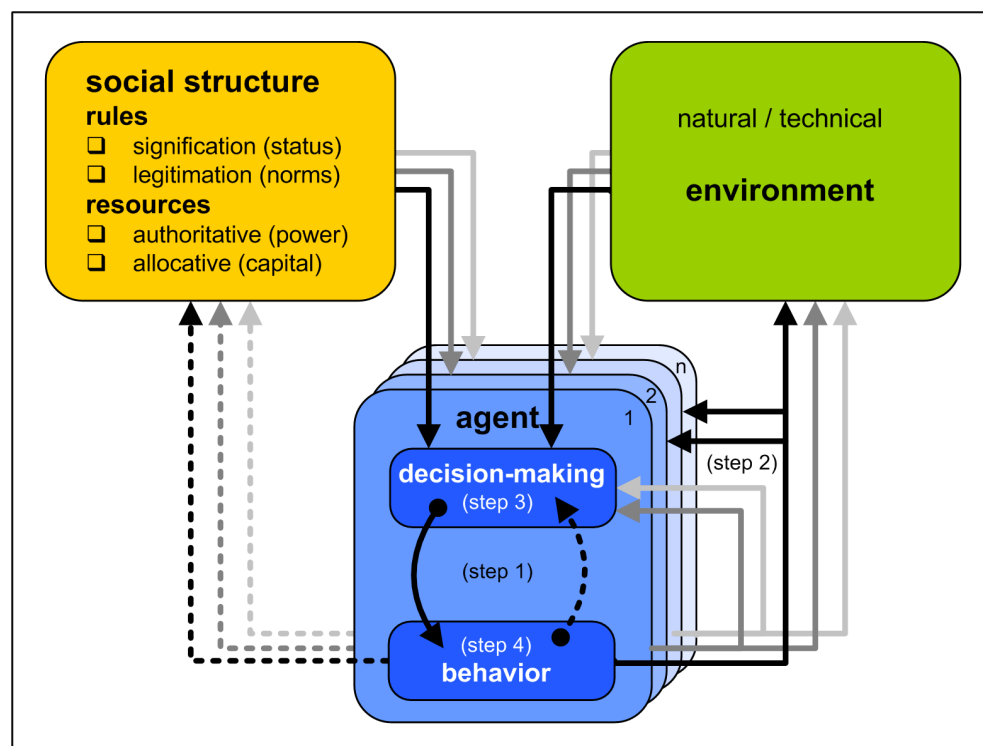 social structure
rules
❑ signification (status)
❑ legitimation (norms)
resources
❑ authoritative (power)
❑ allocative (capital)
natural / technical
environment
n
2
1
agent
decision-making
(step 3)
(step 2)
(step 1)
(step 4)
behavior